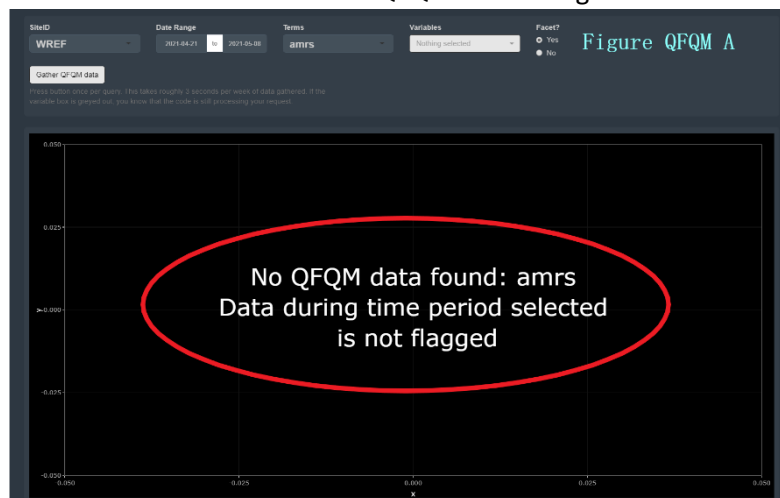 SiteID
Date Range
Terms
Variables
Facet?
WREF
2021-04-21 to 2021-05-08
amrs
Nothing selected
Yes
No
Figure QFQM A
Gather QFQM data
Press button once per query. This takes roughly 2 seconds per week of data gathered. If the
variable box is greyed out, you know that the code is still processing your request.
0.050
0.025
y
0.000
-0.025
-0.050
No QFQM data found: amrs
Data during time period selected
is not flagged
0.050
0.025
0.000
0.025
0.050
x